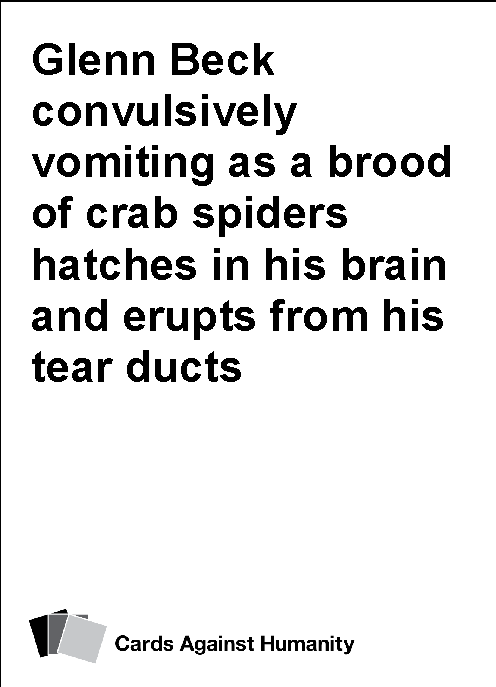 Glenn Beck
convulsively
vomiting as a brood
of crab spiders
hatches in his brain
and erupts from his
tear ducts
Cards Against Humanity